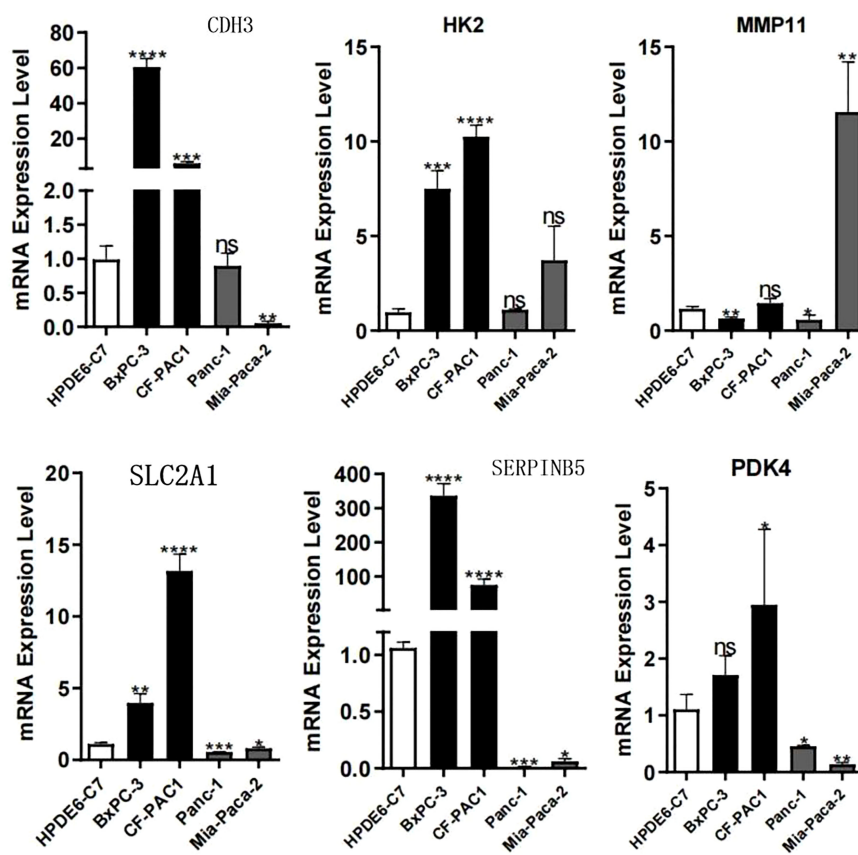 CDH3
mRNA Expression Level
80
60
40
20
2.0
1.5
1.0
0.5
0.0
****
***
ns
**
HPDE6-C7
BxPC-3
CF-PAC1
Panc-1
Mia-Paca-2
HK2
mRNA Expression Level
15
10
5
0
***
****
ns
ns
HPDE6-C7
BxPC-3
CF-PAC1
Panc-1
Mia-Paca-2
MMP11
mRNA Expression Level
15
10
5
0
**
ns
*
**
HPDE6-C7
BxPC-3
CF-PAC1
Panc-1
Mia-Paca-2
SLC2A1
mRNA Expression Level
20
15
10
5
0
**
****
***
*
HPDE6-C7
BxPC-3
CF-PAC1
Panc-1
Mia-Paca-2
SERPINB5
mRNA Expression Level
400
300
200
100
1.0
0.5
0.0
****
****
***
*
HPDE6-C7
BxPC-3
CF-PAC1
Panc-1
Mia-Paca-2
PDK4
mRNA Expression Level
5
4
3
2
1
0
ns
*
*
**
HPDE6-C7
BxPC-3
CF-PAC1
Panc-1
Mia-Paca-2